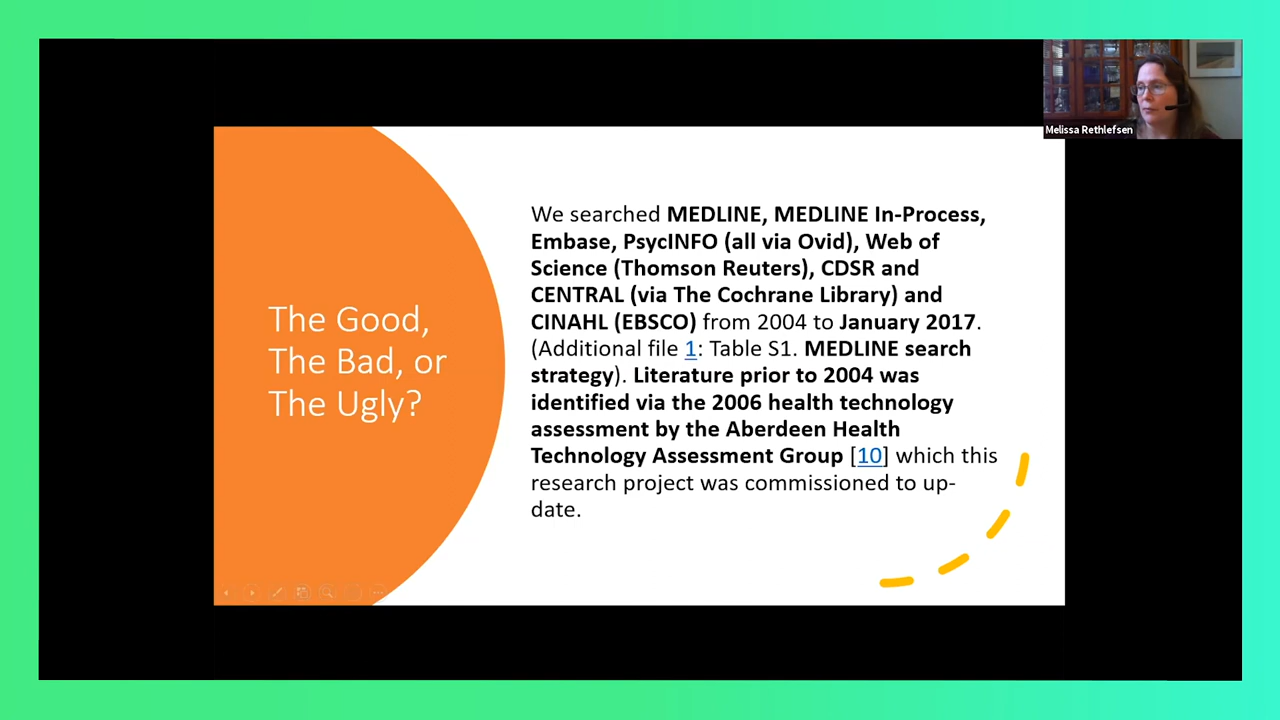 Melissa Rethlefsen
The Good,
The Bad, or
The Ugly?
We searched MEDLINE, MEDLINE In-Process,
Embase, PsycINFO (all via Ovid), Web of
Science (Thomson Reuters), CDSR and
CENTRAL (via The Cochrane Library) and
CINAHL (EBSCO) from 2004 to January 2017.
(Additional file 1: Table S1. MEDLINE search
strategy). Literature prior to 2004 was
identified via the 2006 health technology
assessment by the Aberdeen Health
Technology Assessment Group [10] which this
research project was commissioned to up-
date.